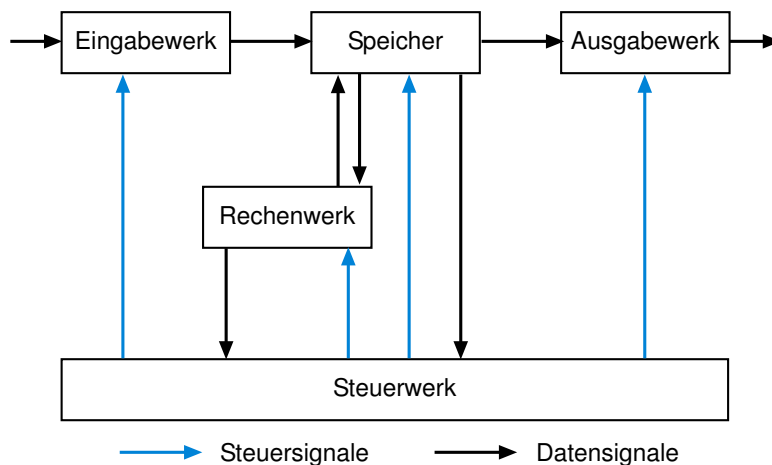 Eingabewerk
Speicher
Ausgabewerk
Rechenwerk
Steuerwerk
Steuersignale
Datensignale